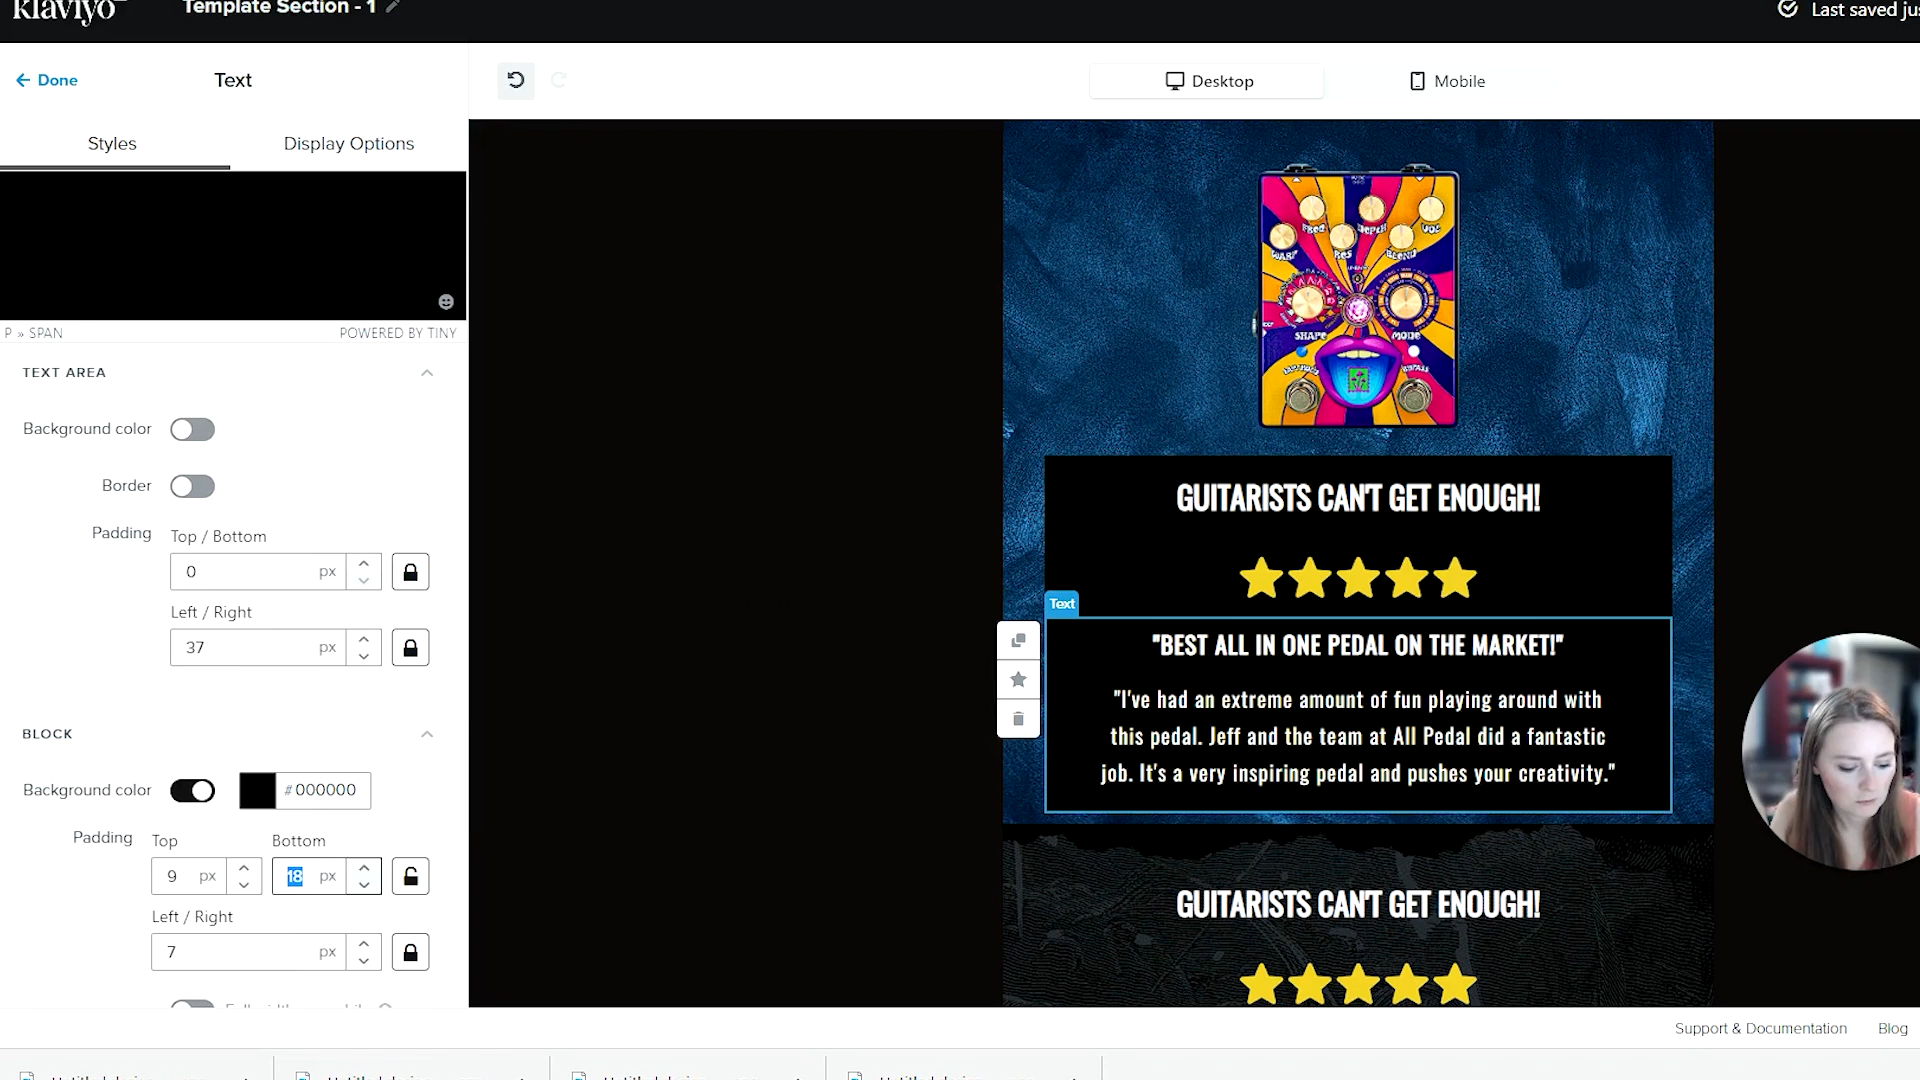 klaviyo
Template Section - 1
Last saved jus
Done
Text
Desktop
Mobile
Styles
Display Options
P » SPAN
POWERED BY TINY
TEXT AREA
Background color
Border
Padding
Top / Bottom
0 px
Left / Right
37 px
BLOCK
Background color
# 000000
Padding
Top
Bottom
9 px
18 px
Left / Right
7 px
VOL
WARP
SHAPE
MODE
GUITARISTS CAN'T GET ENOUGH!
Text
"BEST ALL IN ONE PEDAL ON THE MARKET!"
"I've had an extreme amount of fun playing around with
this pedal. Jeff and the team at All Pedal did a fantastic
job. It's a very inspiring pedal and pushes your creativity."
GUITARISTS CAN'T GET ENOUGH!
Support & Documentation
Blog